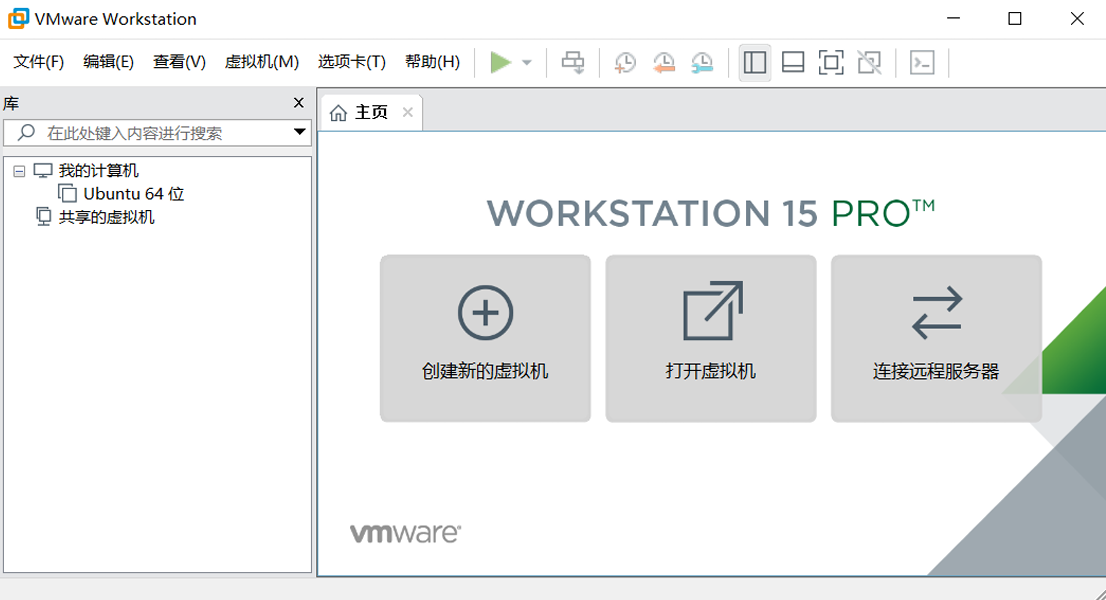 VMware Workstation
文件(F) 编辑(E) 查看(V) 虚拟机(M) 选项卡(T) 帮助(H)
库
在此处键入内容进行搜索
我的计算机
Ubuntu 64 位
共享的虚拟机
主页
WORKSTATION 15 PRO™
创建新的虚拟机
打开虚拟机
连接远程服务器
vmware®